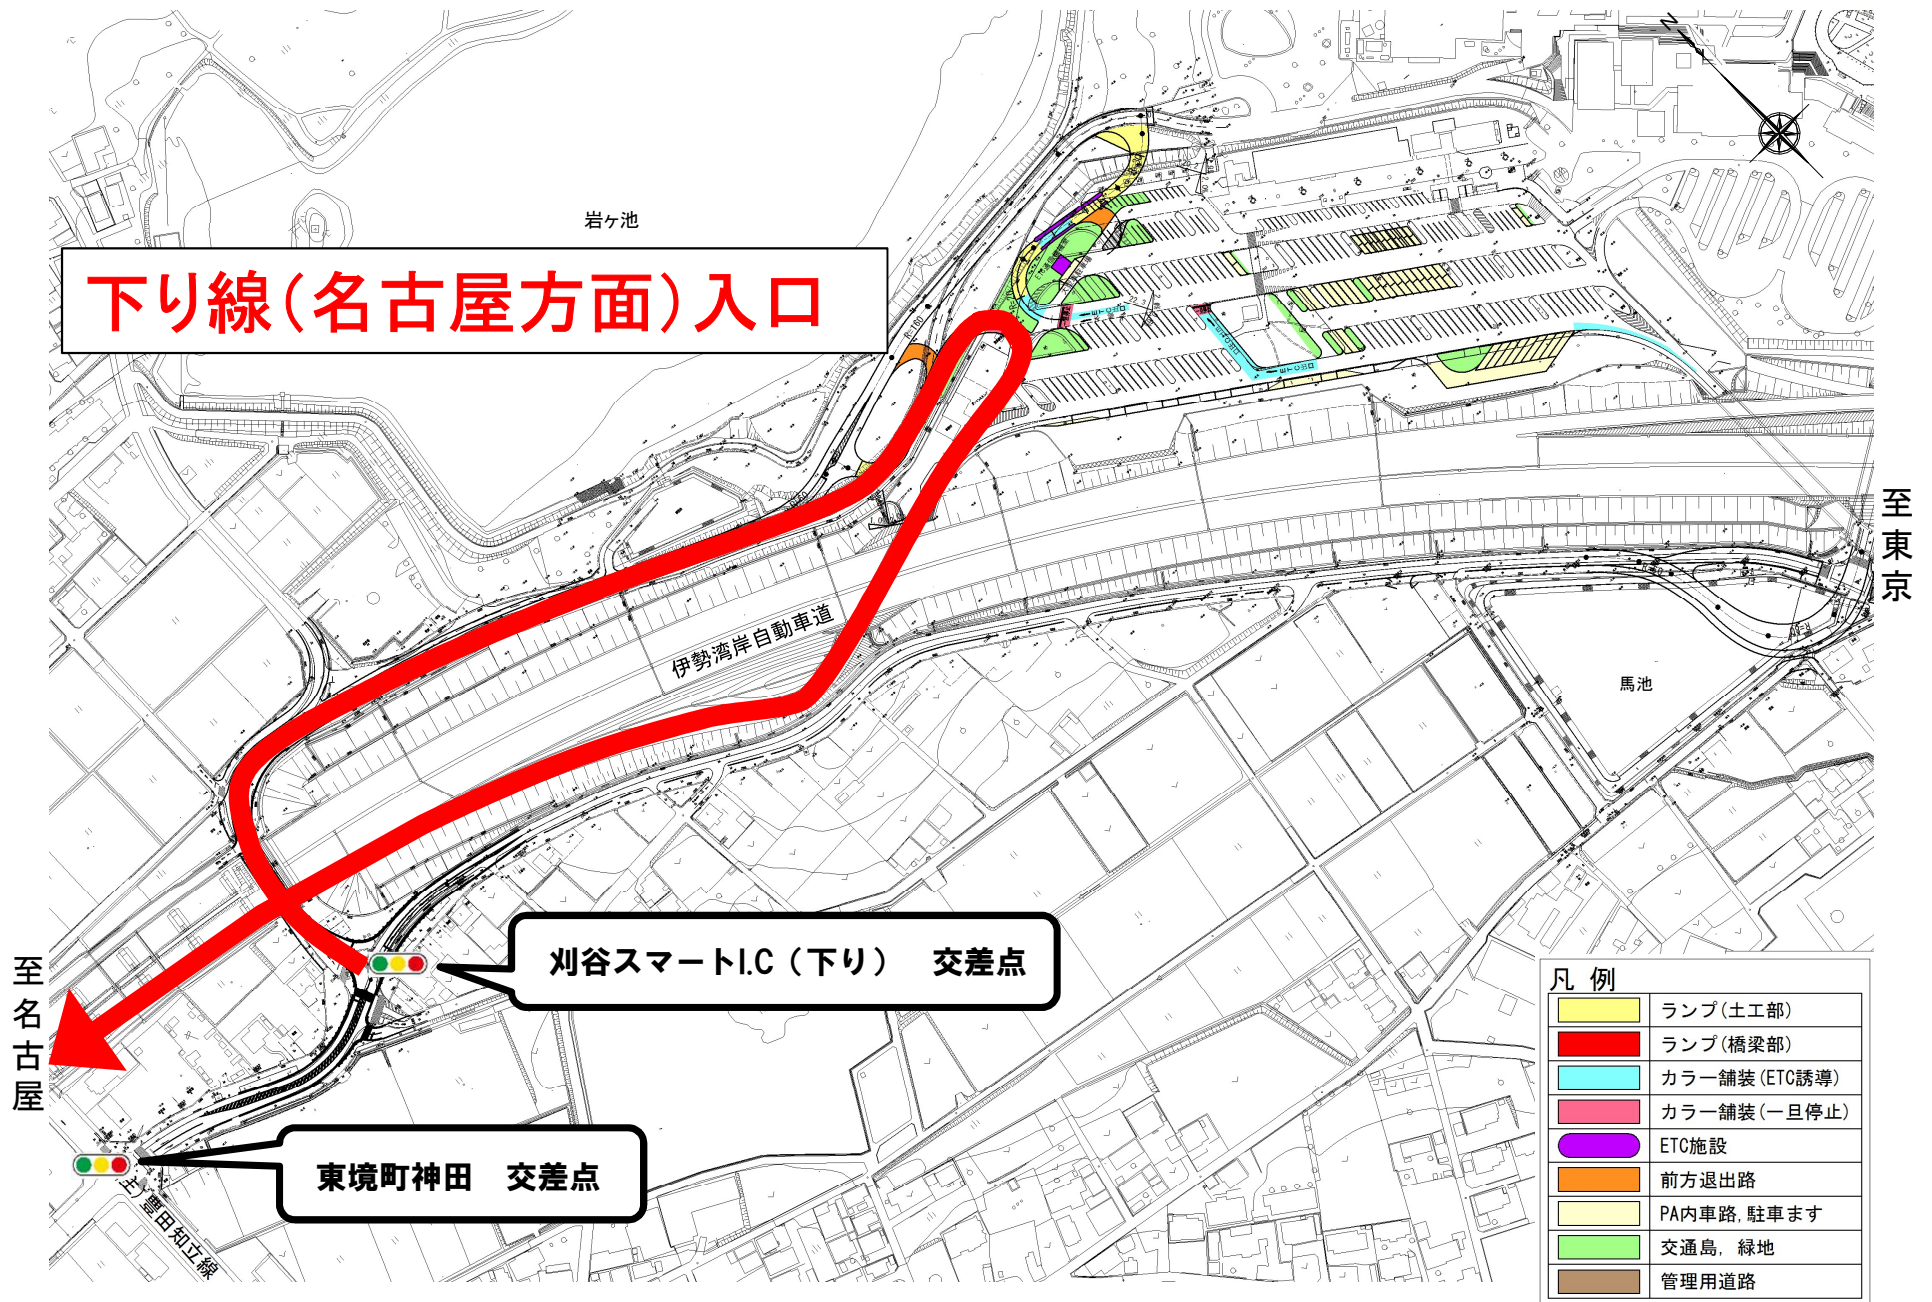 岩ヶ池
下り線(名古屋方面)入口
R=160
至東京
伊勢湾岸自動車道
馬池
刈谷スマートI.C(下り) 交差点
至名古屋
東境町神田 交差点
豊田知立線
凡 例
ランプ(土工部)
ランプ(橋梁部)
カラー舗装(ETC誘導)
カラー舗装(一旦停止)
ETC施設
前方退出路
PA内車路,駐車ます
交通島, 緑地
管理用道路